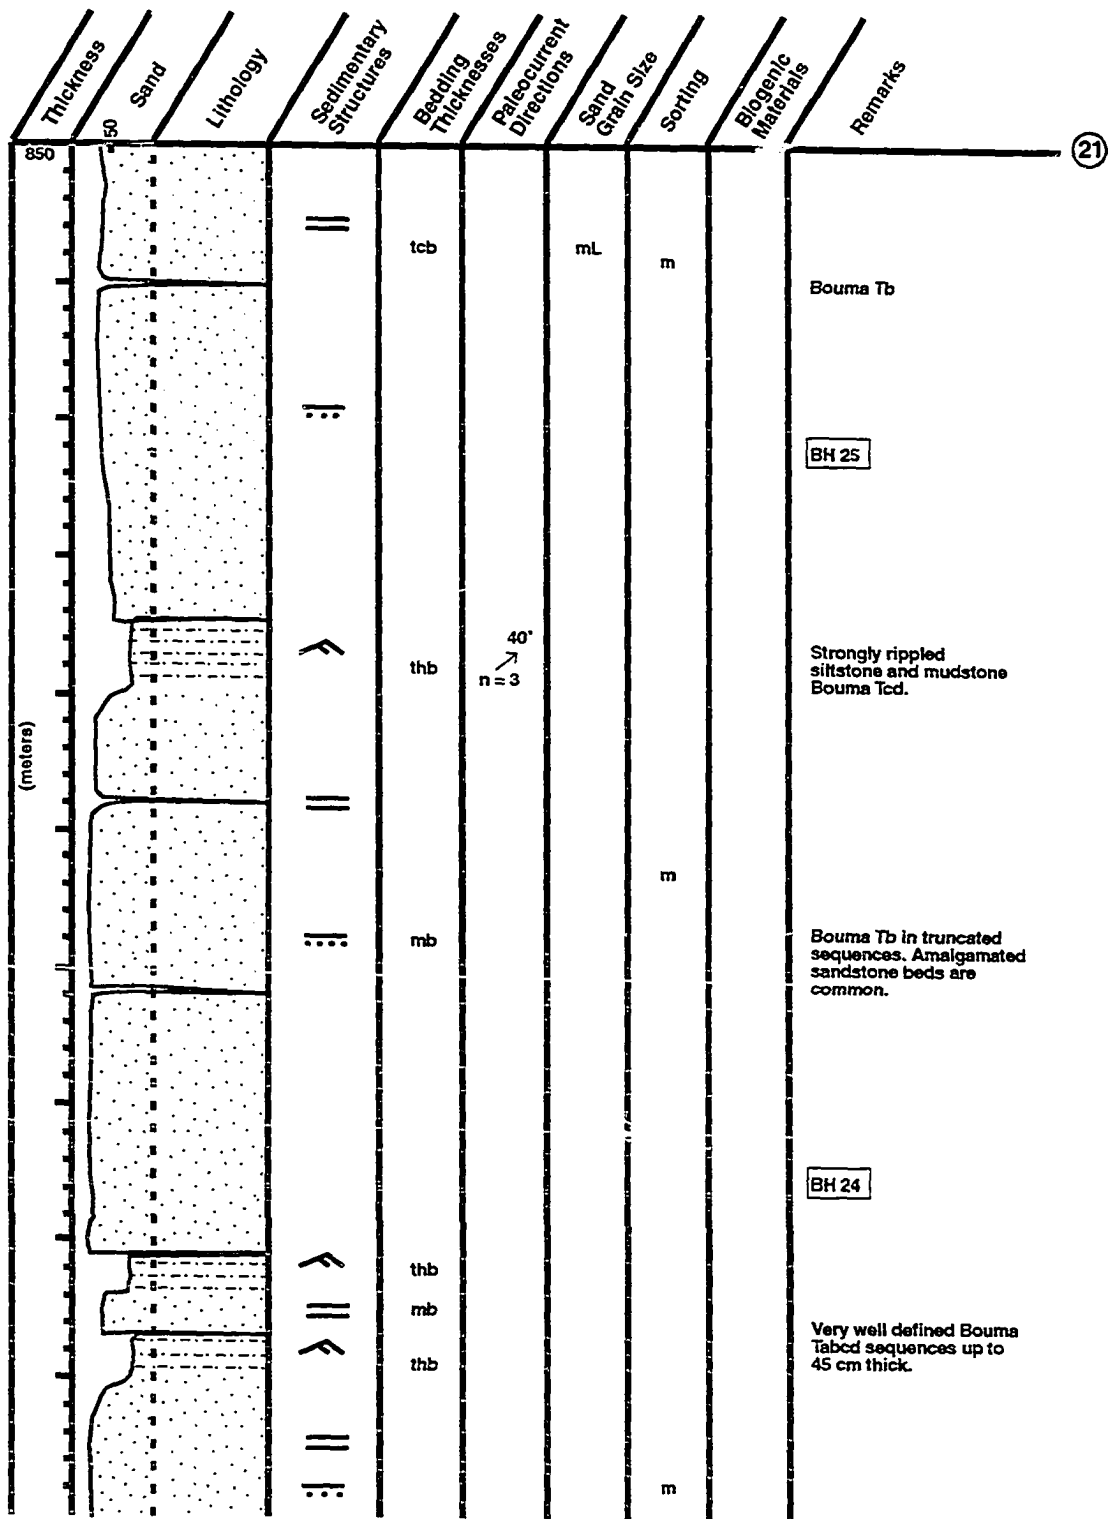 Thickness
Sand
Lithology
Sedimentary
Structures
Bedding
Thicknesses
Paleocurrent
Directions
Sand
Grain Size
Sorting
Biogenic
Materials
Remarks
850
50
21
tcb
mL
m
Bouma Tb
BH 25
40°
thb
n = 3
Strongly rippled
siltstone and mudstone
Bouma Tcd.
(meters)
m
mb
Bouma Tb in truncated
sequences. Amalgamated
sandstone beds are
common.
BH 24
thb
mb
thb
Very well defined Bouma
Tabcd sequences up to
45 cm thick.
m